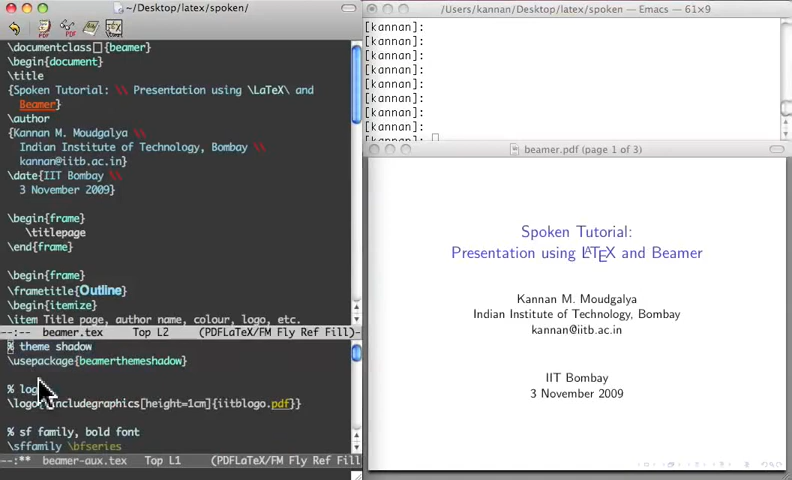 ~/Desktop/latex/spoken/
\documentclass[]{beamer}
\begin{document}
\title
{Spoken Tutorial: \\ Presentation using \LaTeX\ and
Beamer}
\author
{Kannan M. Moudgalya \\
Indian Institute of Technology, Bombay \\
kannan@iitb.ac.in}
\date{IIT Bombay \\
3 November 2009}
\begin{frame}
\titlepage
\end{frame}
\begin{frame}
\frametitle{Outline}
\begin{itemize}
\item Title page, author name, colour, logo, etc.
--:-- beamer.tex Top L2 (PDFLaTeX/FM Fly Ref Fill)-
% theme shadow
\usepackage{beamerthemeshadow}
% log
\logo{\includegraphics[height=1cm]{iitblogo.pdf}}
% sf family, bold font
\sffamily \bfseries
--:** beamer-aux.tex Top L1 (PDFLaTeX/FM Fly Ref Fill
/Users/kannan/Desktop/latex/spoken — Emacs — 61×9
[kannan]:
[kannan]:
[kannan]:
[kannan]:
[kannan]:
[kannan]:
[kannan]:
[kannan]:
[kannan]:
beamer.pdf (page 1 of 3)
Spoken Tutorial:
Presentation using LATEX and Beamer
Kannan M. Moudgalya
Indian Institute of Technology, Bombay
kannan@iitb.ac.in
IIT Bombay
3 November 2009